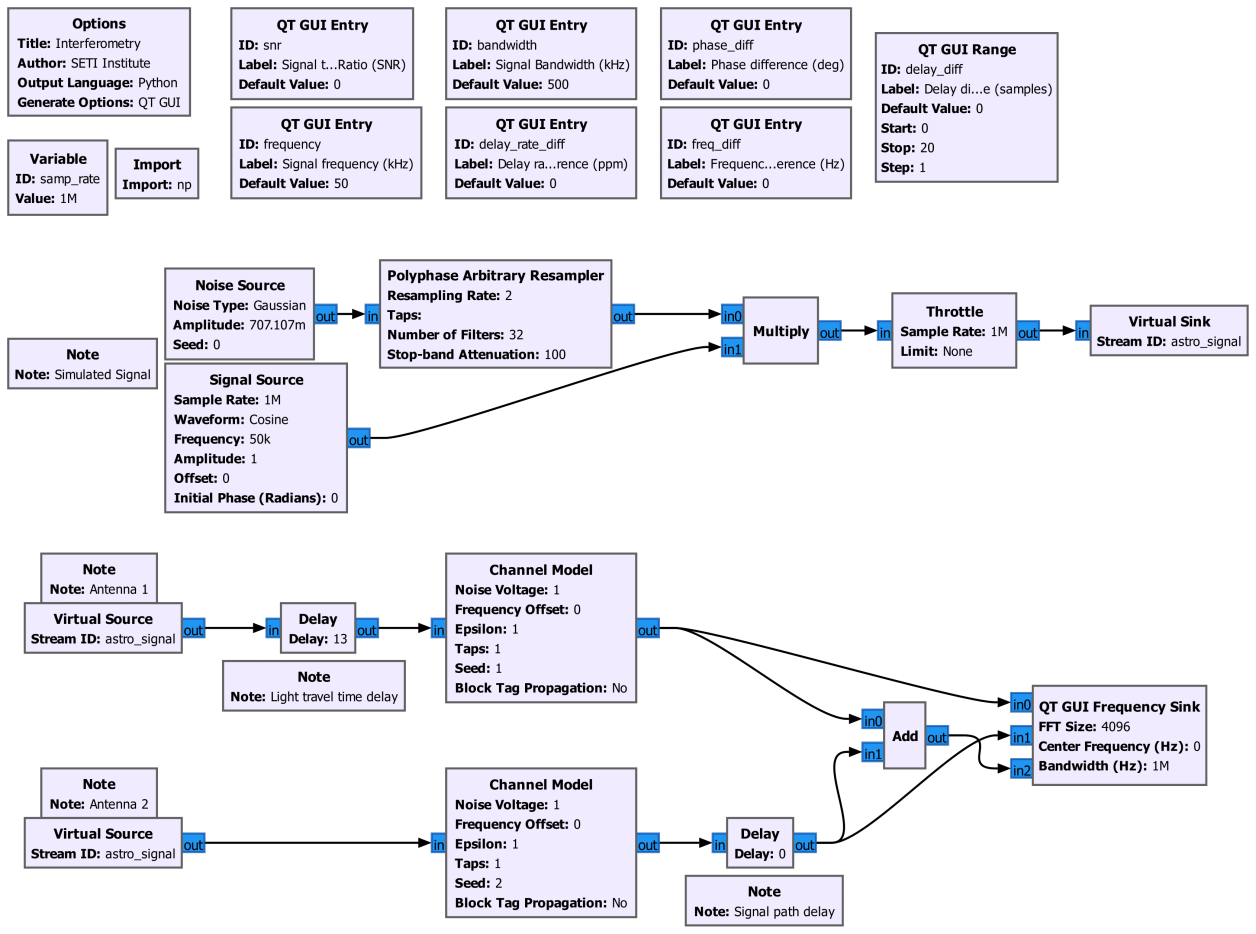 Options
Title: Interferometry
Author: SETI Institute
Output Language: Python
Generate Options: QT GUI
QT GUI Entry
ID: snr
Label: Signal t...Ratio (SNR)
Default Value: 0
QT GUI Entry
ID: bandwidth
Label: Signal Bandwidth (kHz)
Default Value: 500
QT GUI Entry
ID: phase_diff
Label: Phase difference (deg)
Default Value: 0
QT GUI Range
ID: delay_diff
Label: Delay di...e (samples)
Default Value: 0
Start: 0
Stop: 20
Step: 1
Variable
ID: samp_rate
Value: 1M
Import
Import: np
QT GUI Entry
ID: frequency
Label: Signal frequency (kHz)
Default Value: 50
QT GUI Entry
ID: delay_rate_diff
Label: Delay ra...rence (ppm)
Default Value: 0
QT GUI Entry
ID: freq_diff
Label: Frequenc...erence (Hz)
Default Value: 0
Note
Note: Simulated Signal
Noise Source
Noise Type: Gaussian
Amplitude: 707.107m
Seed: 0
out
in
Polyphase Arbitrary Resampler
Resampling Rate: 2
Taps:
Number of Filters: 32
Stop-band Attenuation: 100
out
Signal Source
Sample Rate: 1M
Waveform: Cosine
Frequency: 50k
Amplitude: 1
Offset: 0
Initial Phase (Radians): 0
out
in0
in1
Multiply
out
in
Throttle
Sample Rate: 1M
Limit: None
out
in
Virtual Sink
Stream ID: astro_signal
Note
Note: Antenna 1
Virtual Source
Stream ID: astro_signal
out
in
Delay
Delay: 13
out
Note
Note: Light travel time delay
in
Channel Model
Noise Voltage: 1
Frequency Offset: 0
Epsilon: 1
Taps: 1
Seed: 1
Block Tag Propagation: No
out
Note
Note: Antenna 2
Virtual Source
Stream ID: astro_signal
out
in
Channel Model
Noise Voltage: 1
Frequency Offset: 0
Epsilon: 1
Taps: 1
Seed: 2
Block Tag Propagation: No
out
in
Delay
Delay: 0
out
Note
Note: Signal path delay
in0
in1
Add
out
in0
in1
in2
QT GUI Frequency Sink
FFT Size: 4096
Center Frequency (Hz): 0
Bandwidth (Hz): 1M